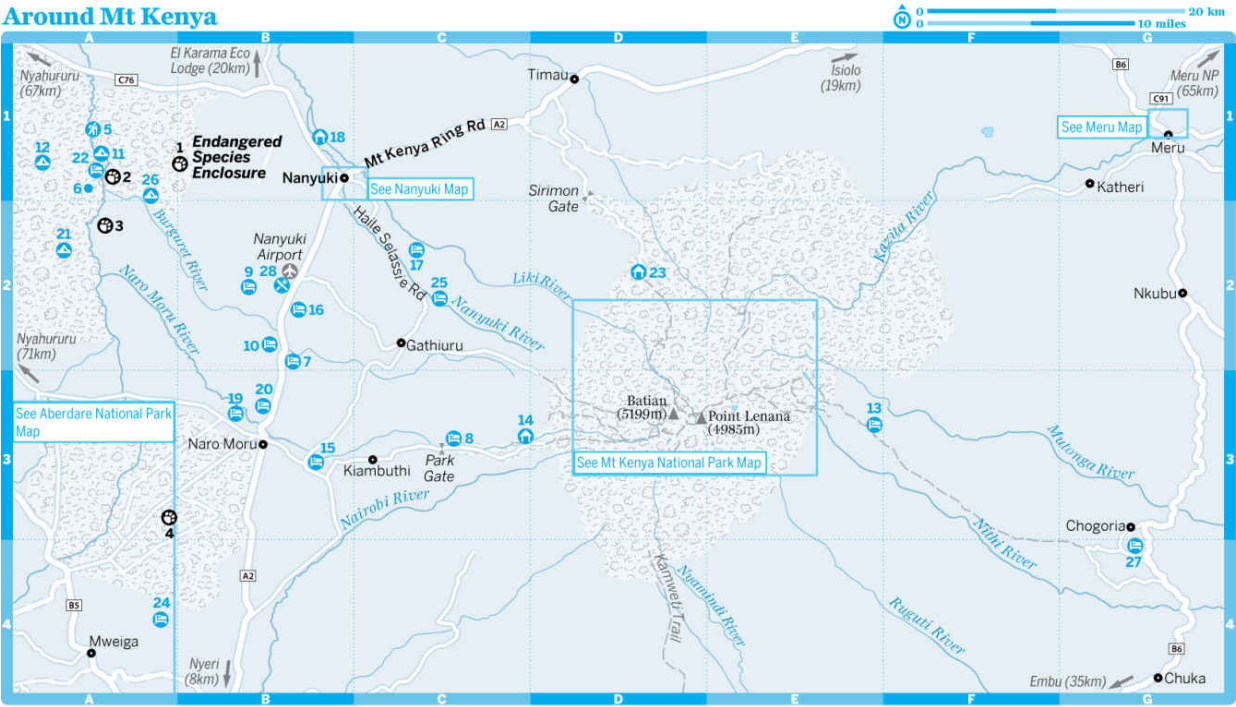 Around Mt Kenya
N
0 20 km
0 10 miles
A B C D E F G
El Karama Eco
Lodge (20km)
Nyahururu
(67km)
C76
Timau
Isiolo
(19km)
B6
Meru NP
(65km)
C91
1
1
5
18
Mt Kenya Ring Rd
A2
See Meru Map
Meru
12
11
22
1
Endangered
Species
Enclosure
2
6
26
Nanyuki
See Nanyuki Map
Sirimon
Gate
Katheri
3
21
Burguret River
Haile Selassie Rd
Kazita River
Nanyuki
Airport
17
9
28
25
Liki River
23
2
2
Naro Moru River
Nanyuki River
Nkubu
16
Nyahururu
(71km)
10
7
Gathiuru
See Aberdare National Park
Map
19
20
Batian
(5199m)
Point Lenana
(4985m)
13
14
Naro Moru
15
8
Kiambuthi
Park
Gate
See Mt Kenya National Park Map
Mutonga River
3
3
Nairobi River
4
Nithi River
Chogoria
27
Kamweti Trail
Nyamindi River
A2
B5
24
Ruguti River
4
4
Mweiga
B6
Nyeri
(8km)
Embu (35km)
Chuka
A B C D E F G